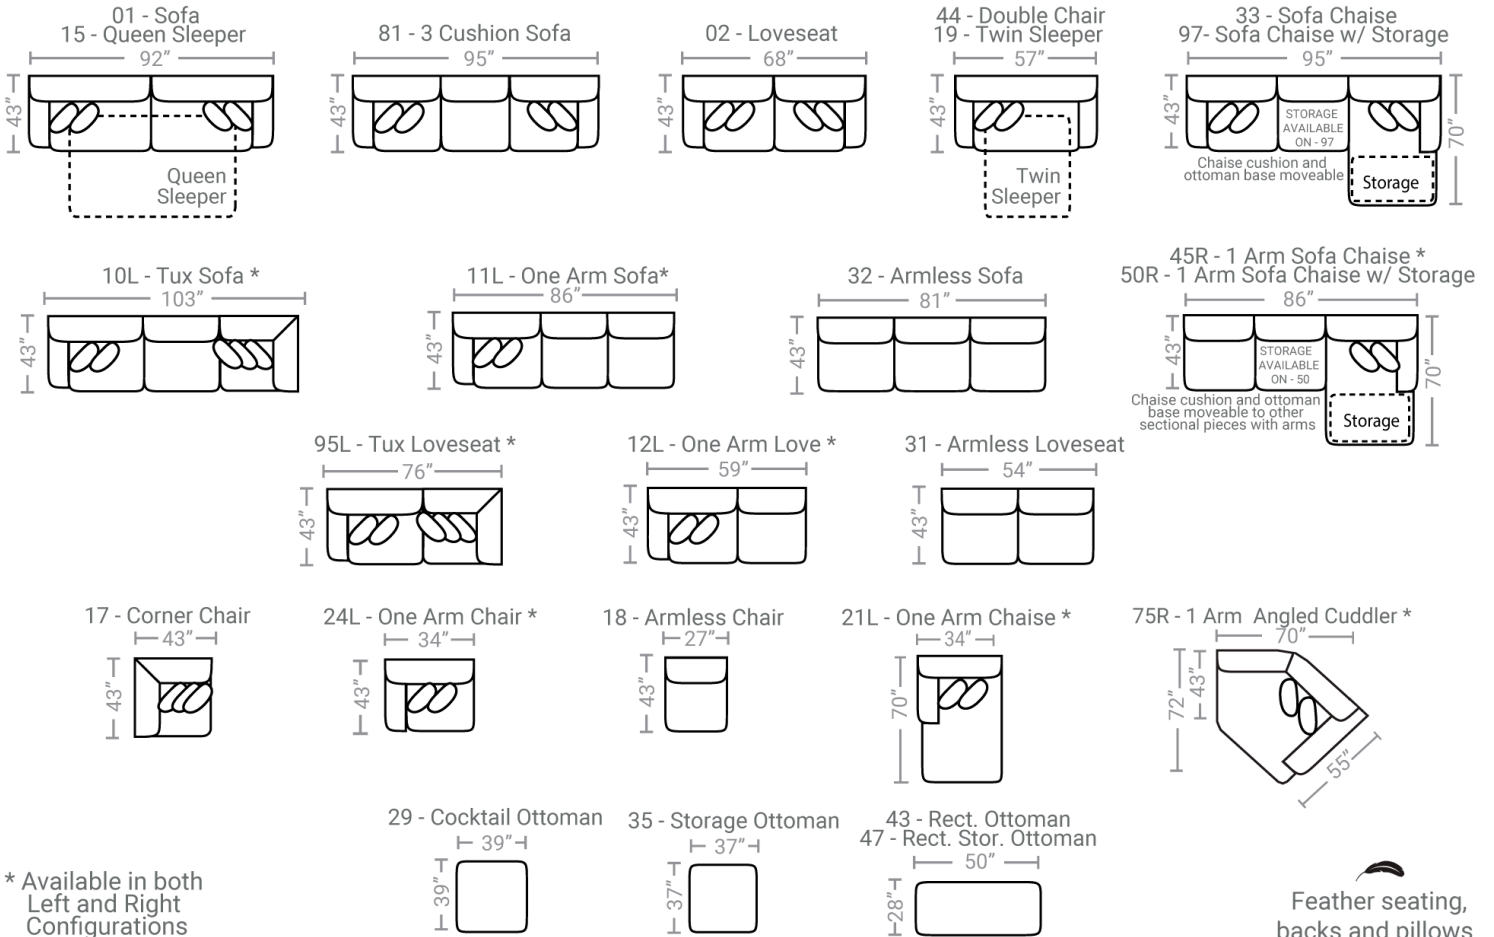 01 - Sofa
15 - Queen Sleeper
92”
43”
Queen
Sleeper
81 - 3 Cushion Sofa
95”
43”
02 - Loveseat
68”
43”
44 - Double Chair
19 - Twin Sleeper
57”
43”
Twin
Sleeper
33 - Sofa Chaise
97- Sofa Chaise w/ Storage
95”
43”
STORAGE
AVAILABLE
ON - 97
70”
Chaise cushion and
ottoman base moveable
Storage
10L - Tux Sofa *
103”
43”
11L - One Arm Sofa*
86”
43”
32 - Armless Sofa
81”
43”
45R - 1 Arm Sofa Chaise *
50R - 1 Arm Sofa Chaise w/ Storage
86”
43”
STORAGE
AVAILABLE
ON - 50
70”
Chaise cushion and ottoman
base moveable to other
sectional pieces with arms
Storage
95L - Tux Loveseat *
76”
43”
12L - One Arm Love *
59”
43”
31 - Armless Loveseat
54”
43”
17 - Corner Chair
43”
43”
24L - One Arm Chair *
34”
43”
18 - Armless Chair
27”
43”
21L - One Arm Chaise *
34”
70”
75R - 1 Arm Angled Cuddler *
70”
43”
72”
55”
29 - Cocktail Ottoman
39”
39”
35 - Storage Ottoman
37”
37”
43 - Rect. Ottoman
47 - Rect. Stor. Ottoman
50”
28”
* Available in both
Left and Right
Configurations
Feather seating,
backs and pillows